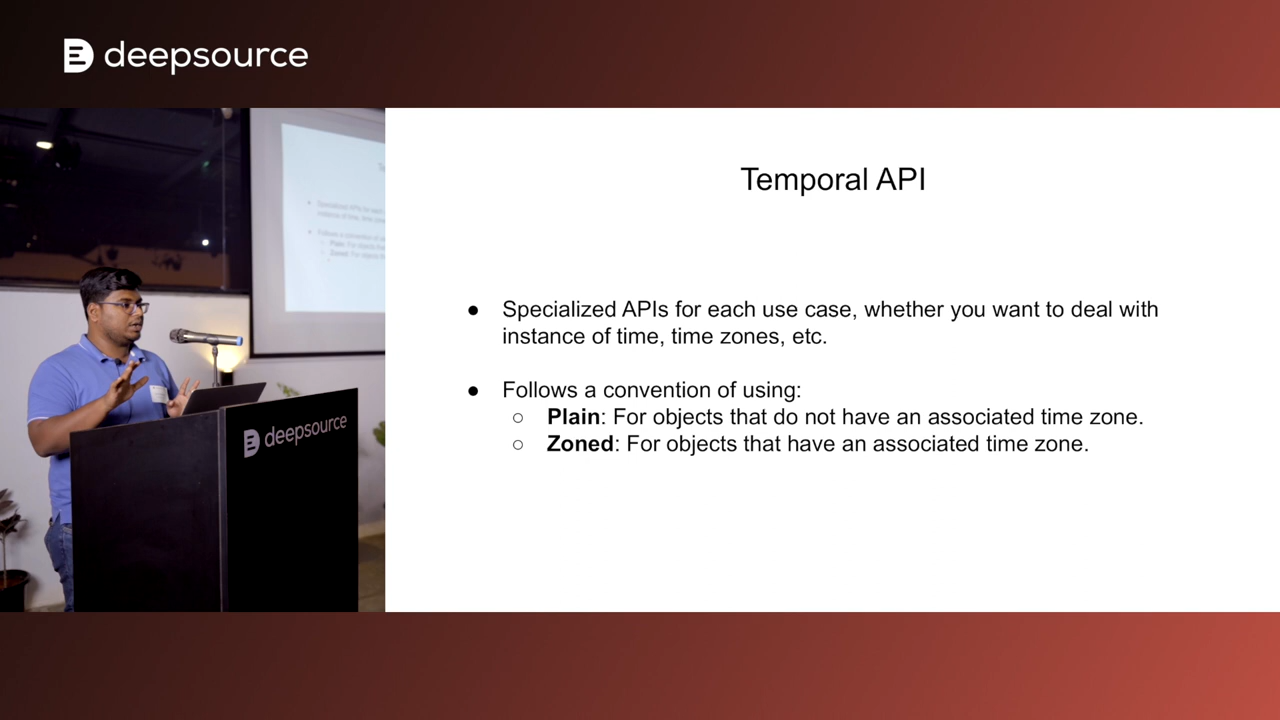 deepsource
Temporal API
● Specialized APIs for each use case, whether you want to deal with
instance of time, time zones, etc.
● Follows a convention of using:
○ Plain: For objects that do not have an associated time zone.
○ Zoned: For objects that have an associated time zone.
deepsource